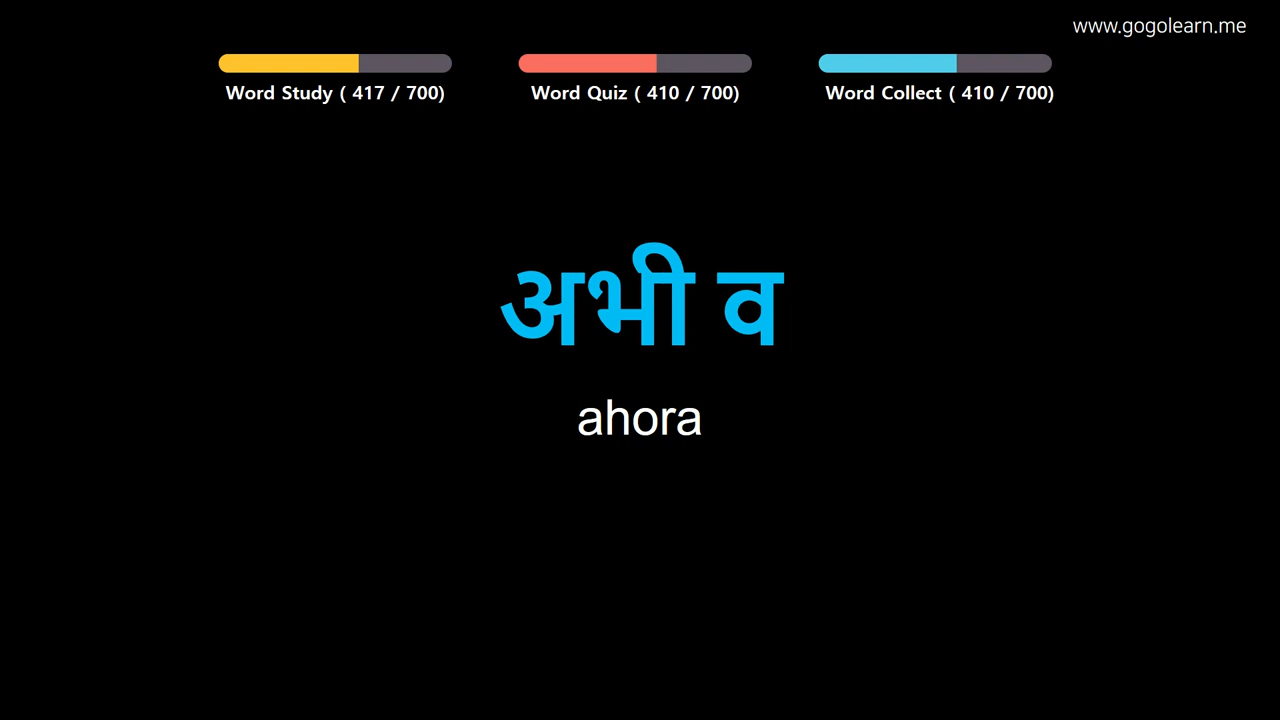 www.gogolearn.me
Word Study ( 417 / 700)
Word Quiz ( 410 / 700)
Word Collect ( 410 / 700)
अभी व
ahora